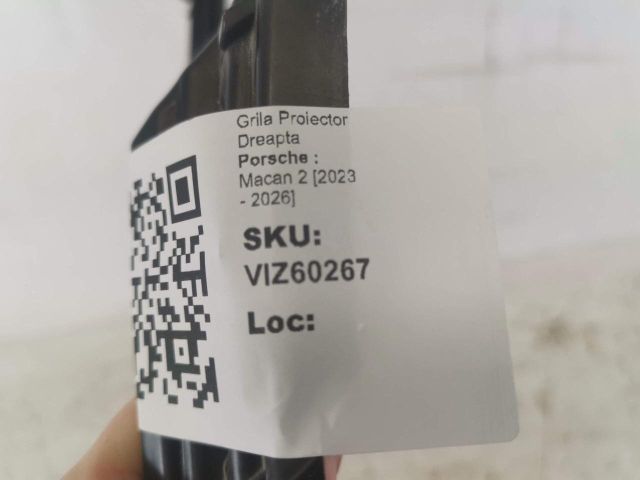 Grila Proiector
Dreapta
Porsche :
Macan 2 [2023
- 2026]
SKU:
VIZ60267
Loc: